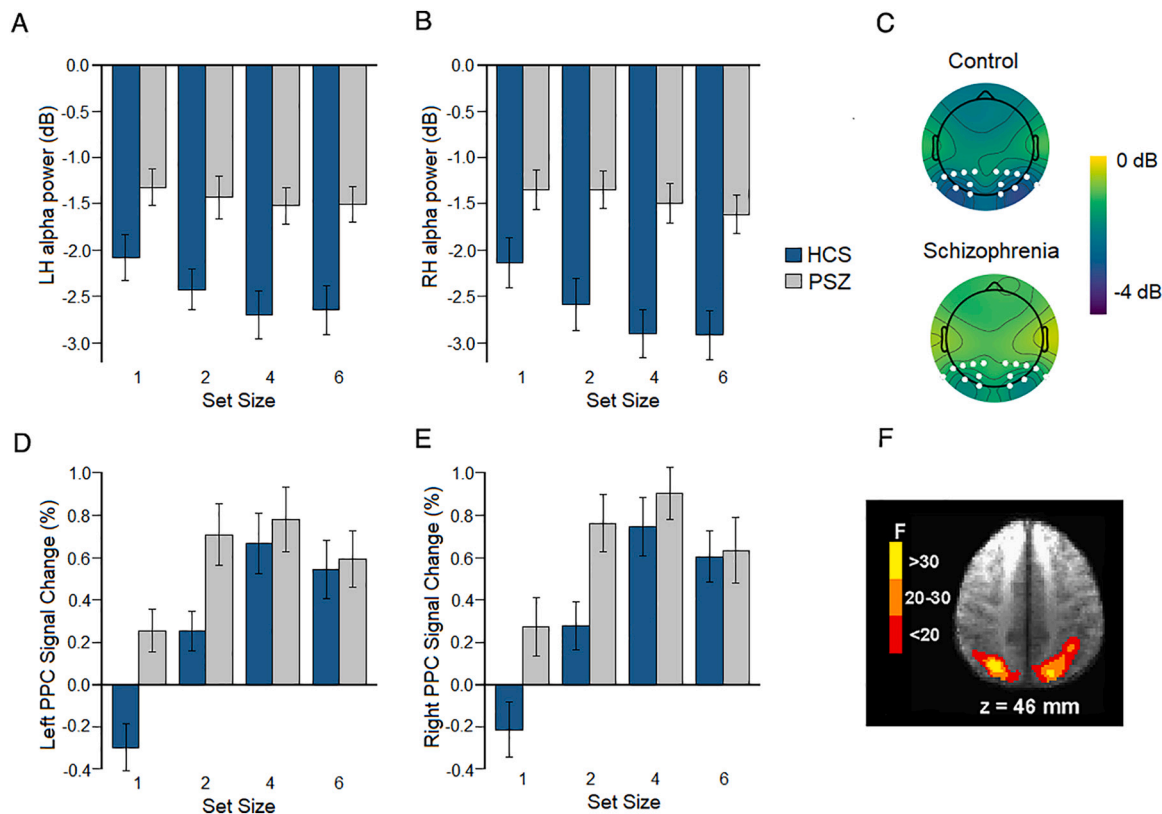 A
B
C
0.0
-0.5
-1.0
-1.5
-2.0
-2.5
-3.0
LH alpha power (dB)
1 2 4 6
Set Size
0.0
-0.5
-1.0
-1.5
-2.0
-2.5
-3.0
RH alpha power (dB)
1 2 4 6
Set Size
HCS
PSZ
Control
Schizophrenia
0 dB
-4 dB
D
E
F
1.0
0.8
0.6
0.4
0.2
0.0
-0.2
-0.4
Left PPC Signal Change (%)
1 2 4 6
Set Size
1.0
0.8
0.6
0.4
0.2
0.0
-0.2
-0.4
Right PPC Signal Change (%)
1 2 4 6
Set Size
F
>30
20-30
<20
z = 46 mm